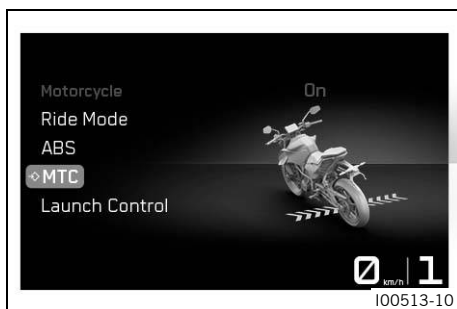 Motorcycle On
Ride Mode
ABS
MTC
Launch Control
0 km/h 1
I00513-10